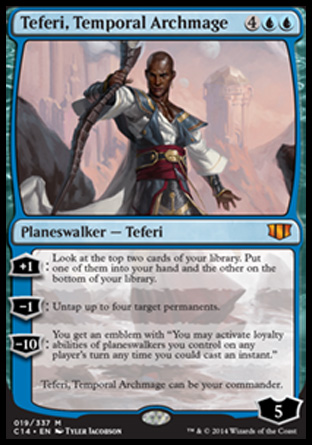 Teferi, Temporal Archmage 4
Planeswalker — Teferi
+1: Look at the top two cards of your library. Put
one of them into your hand and the other on the
bottom of your library.
-1: Untap up to four target permanents.
-10: You get an emblem with “You may activate loyalty
abilities of planeswalkers you control on any
player’s turn any time you could cast an instant.”
Teferi, Temporal Archmage can be your commander.
5
019/337 M
C14 • EN Tyler Jacobson
™ & © 2014 Wizards of the Coast